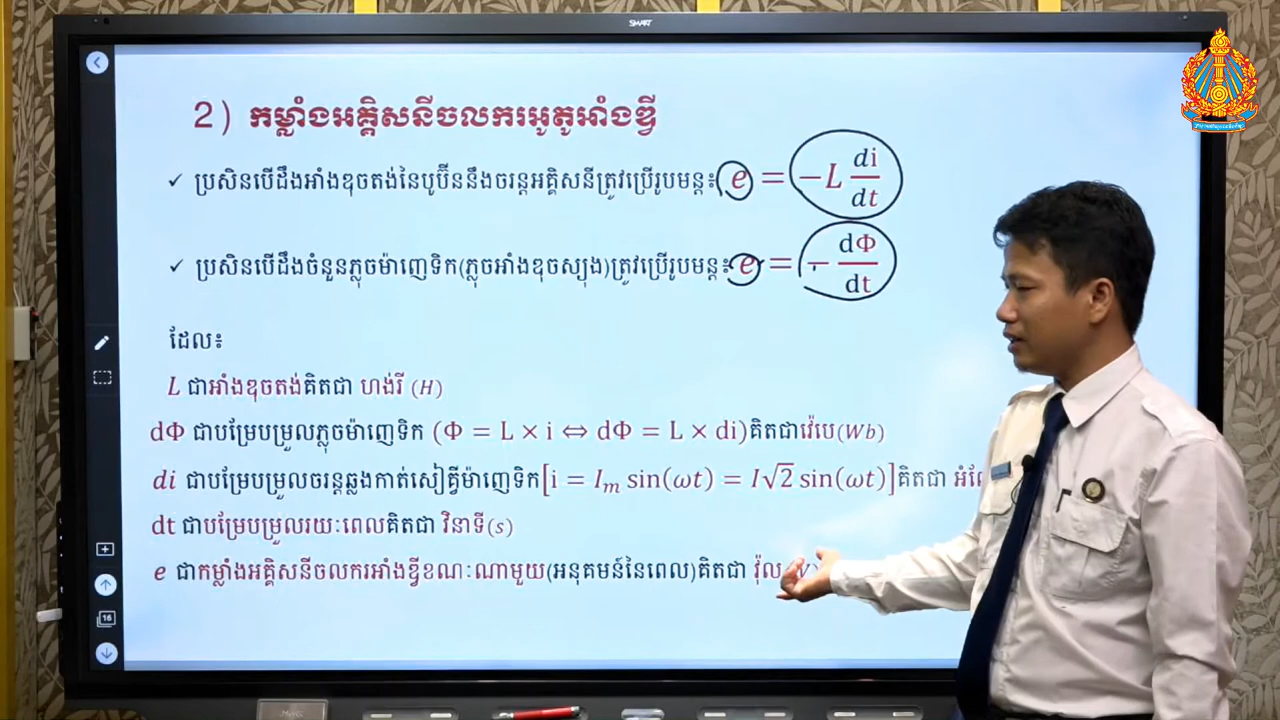 SMART
2) កម្លាំងអគ្គិសនីចលករអូតូអាំងឌ្វី
✓ ប្រសិនបើដឹងអាំងឌុចតង់នៃបូប៊ីននឹងចរន្តអគ្គិសនីត្រូវប្រើរូបមន្ត៖ e = −L di/dt
✓ ប្រសិនបើដឹងចំនួនភ្លុចម៉ាញេទិក(ភ្លុចអាំងឌុចស្យុង)ត្រូវប្រើរូបមន្ត៖ e = − dΦ/dt
ដែល៖
L ជាអាំងឌុចតង់គិតជា ហង់រី (H)
dΦ ជាបម្រែបម្រួលភ្លុចម៉ាញេទិក (Φ = L × i ⇔ dΦ = L × di)គិតជាវ៉េបេ(Wb)
di ជាបម្រែបម្រួលចរន្តឆ្លងកាត់សៀគ្វីម៉ាញេទិក[i = Iₘ sin(ωt) = I√2 sin(ωt)]គិតជា
dt ជាបម្រែបម្រួលរយៈពេលគិតជា វិនាទី(s)
e ជាកម្លាំងអគ្គិសនីចលករអាំងឌ្វីខណៈណាមួយ(អនុគមន៍នៃពេល)គិតជា វ៉ុល
16